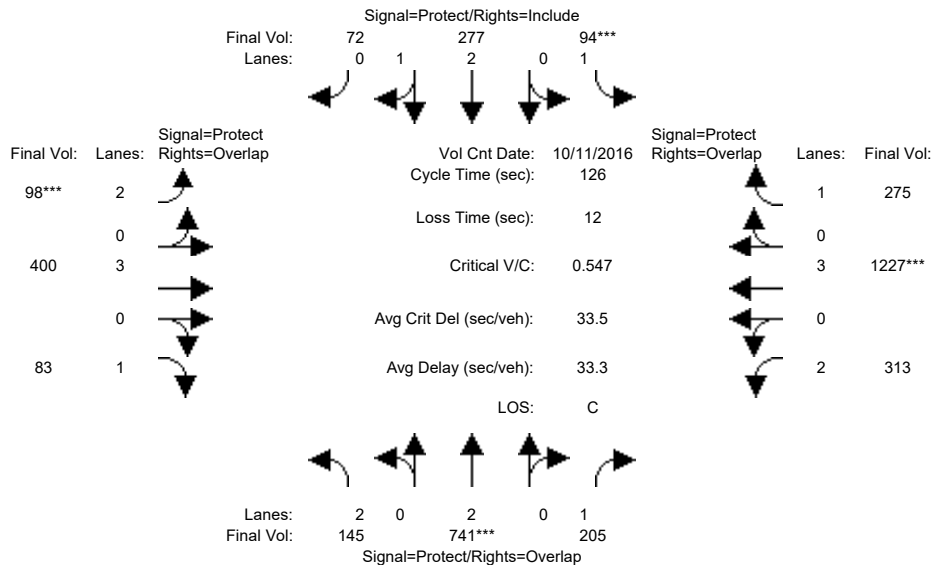 Signal=Protect/Rights=Include
Final Vol: 72 277 94***
Lanes: 0 1 2 0 1
Signal=Protect Signal=Protect
Final Vol: Lanes: Rights=Overlap Vol Cnt Date: 10/11/2016 Rights=Overlap Lanes: Final Vol:
Cycle Time (sec): 126
98*** 2 1 275
Loss Time (sec): 12
0 0
400 3 Critical V/C: 0.547 3 1227***
0 Avg Crit Del (sec/veh): 33.5 0
83 1 Avg Delay (sec/veh): 33.3 2 313
LOS: C
Lanes: 2 0 2 0 1
Final Vol: 145 741*** 205
Signal=Protect/Rights=Overlap